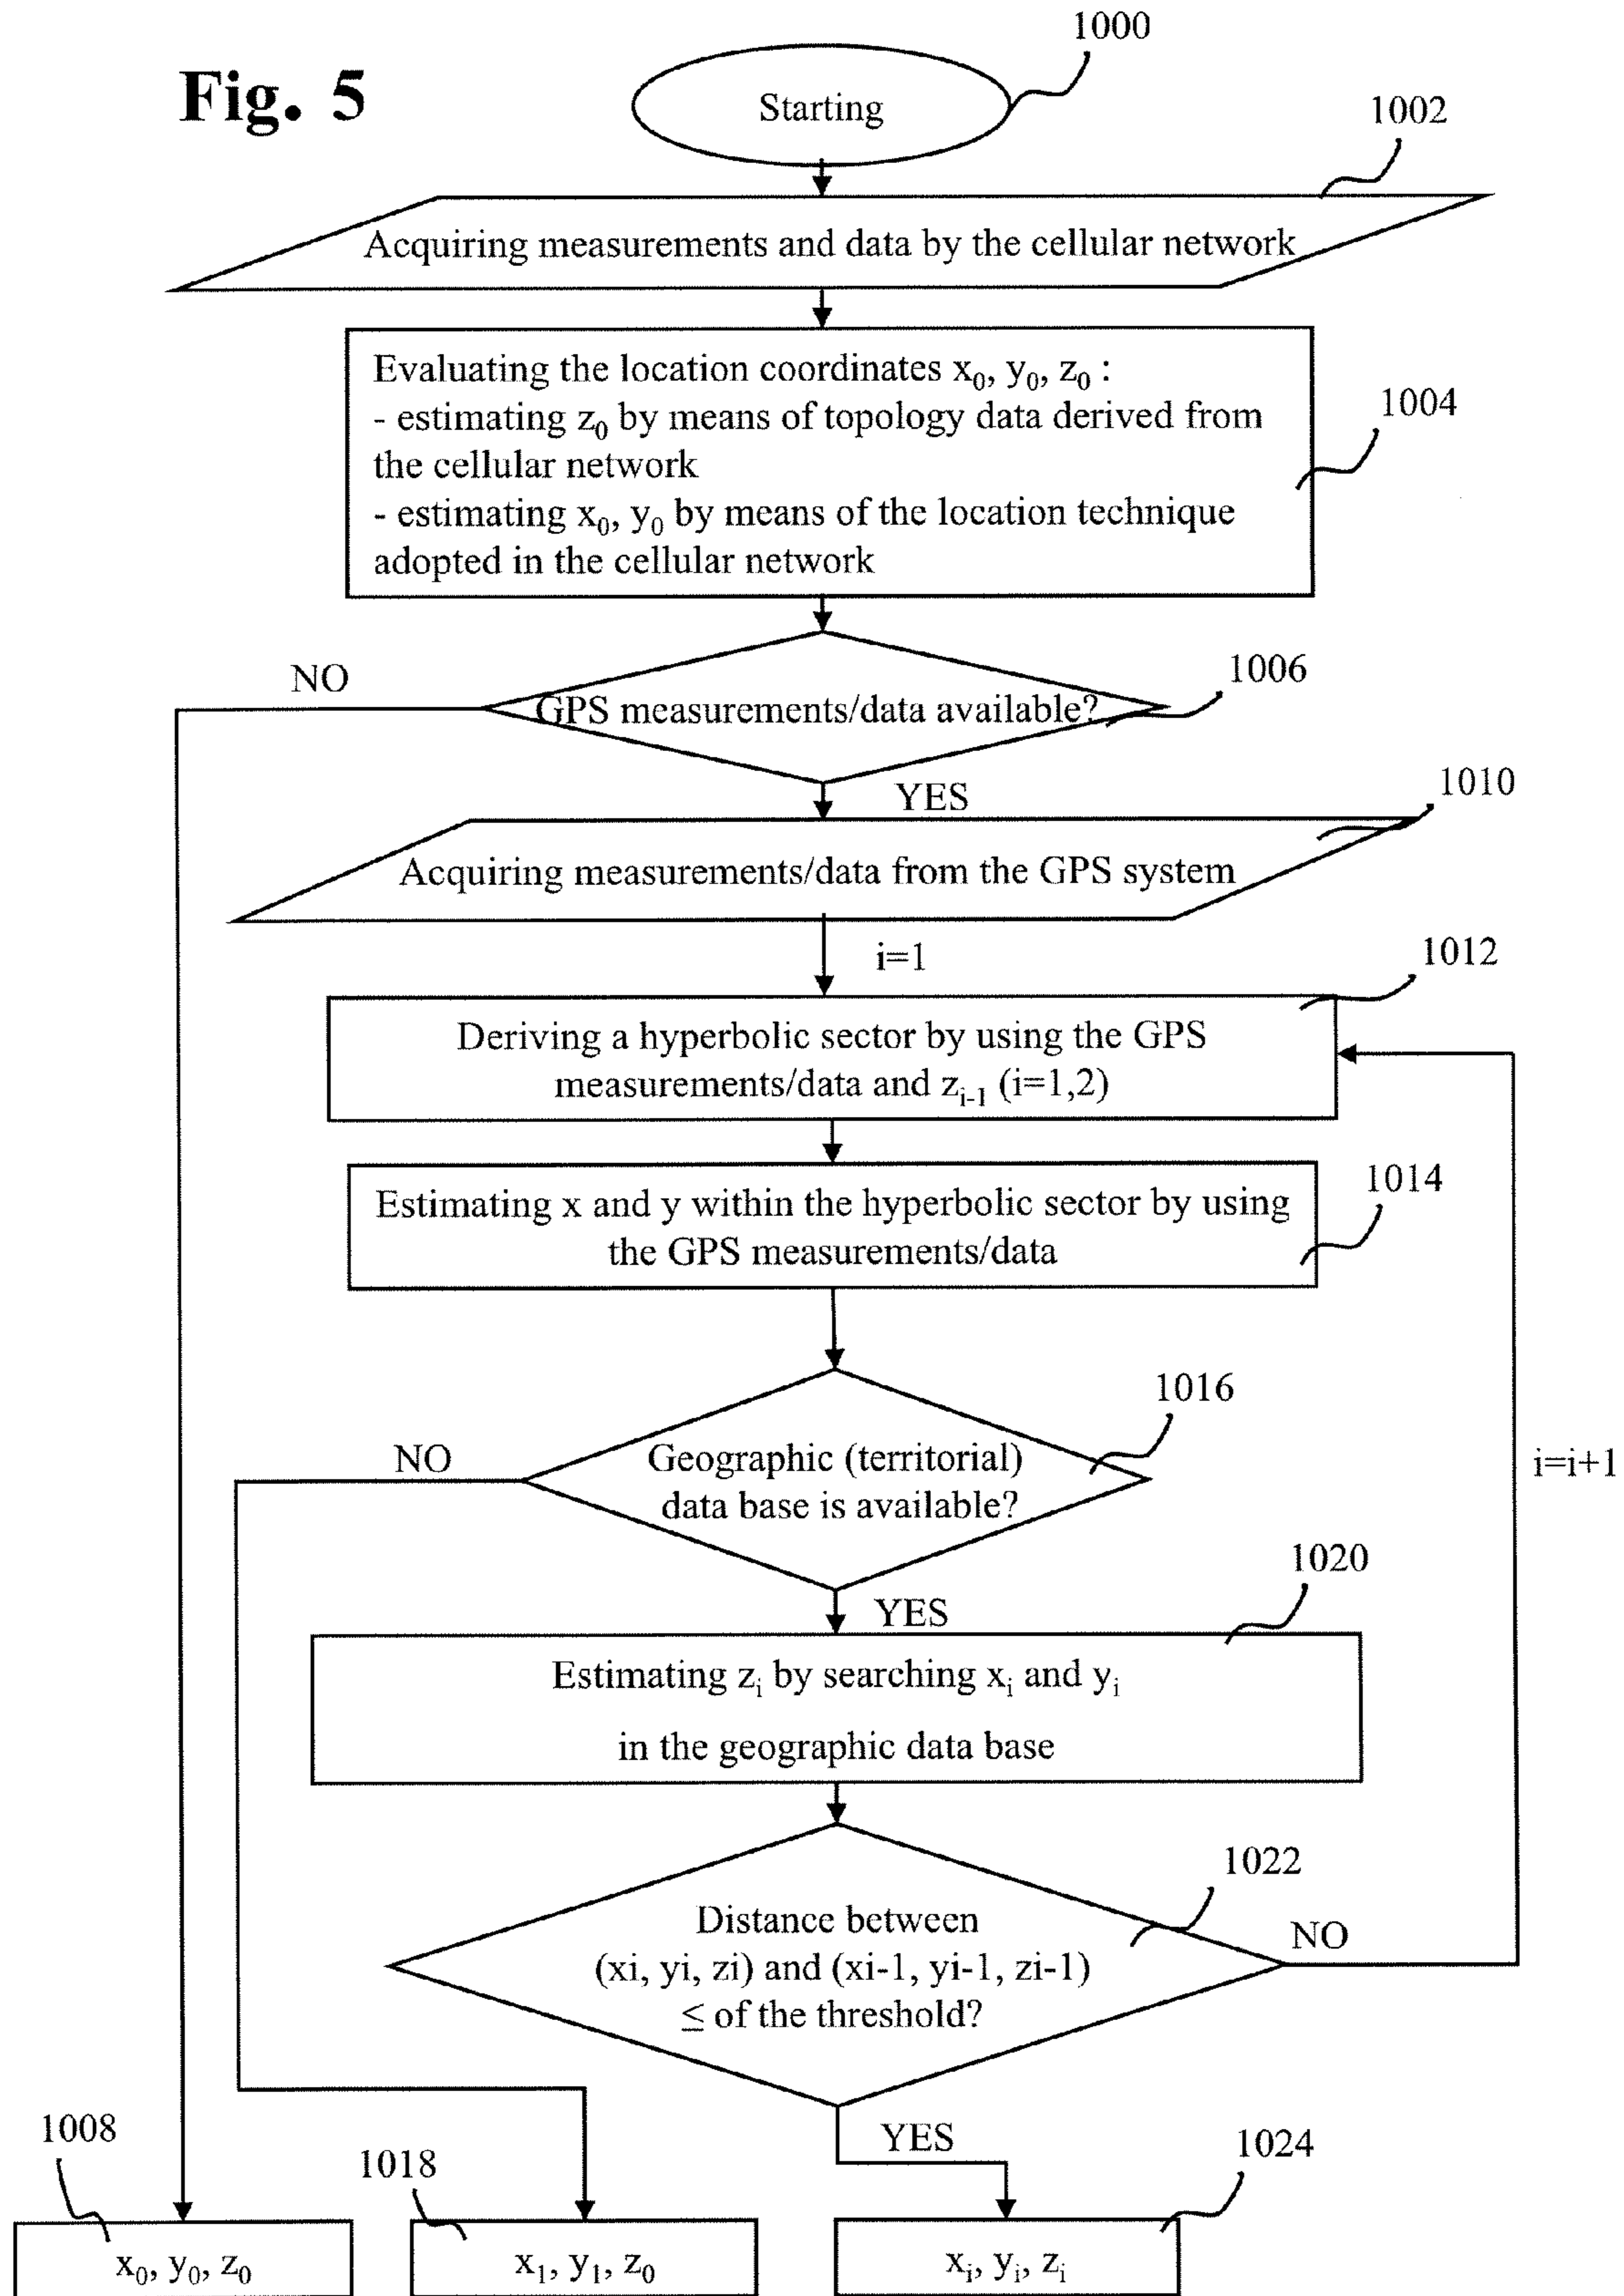 Fig. 5
1000
Starting
1002
Acquiring measurements and data by the cellular network
Evaluating the location coordinates x₀, y₀, z₀ :
- estimating z₀ by means of topology data derived from
the cellular network
- estimating x₀, y₀ by means of the location technique
adopted in the cellular network
1004
NO
1006
GPS measurements/data available?
YES
1010
Acquiring measurements/data from the GPS system
i=1
1012
Deriving a hyperbolic sector by using the GPS
measurements/data and zᵢ₋₁ (i=1,2)
1014
Estimating x and y within the hyperbolic sector by using
the GPS measurements/data
1016
NO
Geographic (territorial)
data base is available?
i=i+1
1020
YES
Estimating zᵢ by searching xᵢ and yᵢ
in the geographic data base
1022
Distance between
(xi, yi, zi) and (xi-1, yi-1, zi-1)
≤ of the threshold?
NO
YES
1008
1018
1024
x₀, y₀, z₀
x₁, y₁, z₀
xᵢ, yᵢ, zᵢ